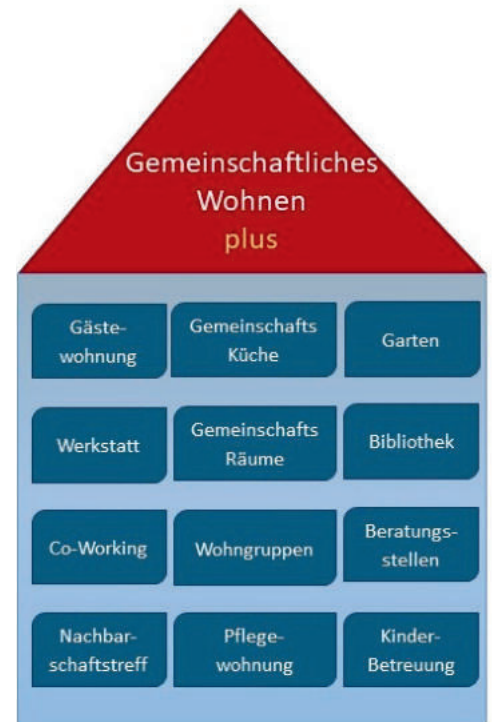 Gemeinschaftliches
Wohnen
plus
Gäste-
wohnung
Gemeinschafts
Küche
Garten
Werkstatt
Gemeinschafts
Räume
Bibliothek
Co-Working
Wohngruppen
Beratungs-
stellen
Nachbar-
schaftstreff
Pflege-
wohnung
Kinder-
Betreuung